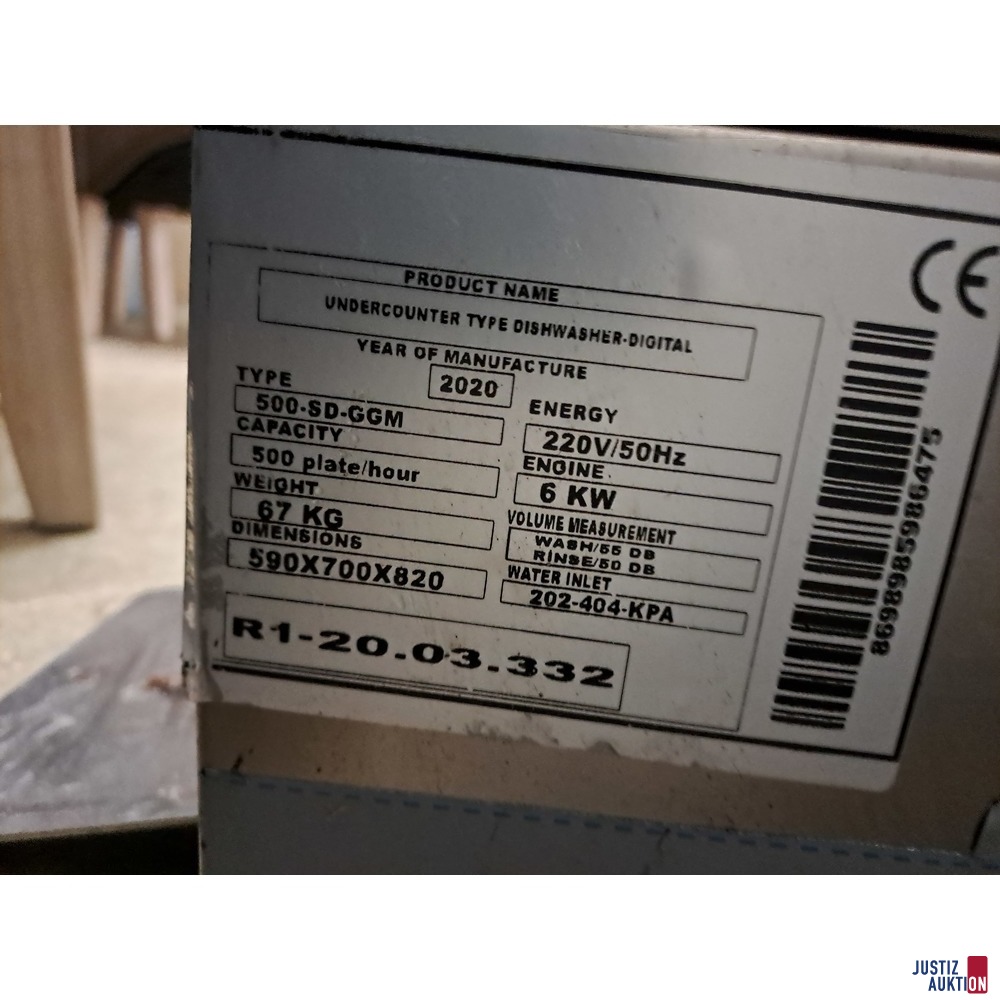 PRODUCT NAME
UNDERCOUNTER TYPE DISHWASHER-DIGITAL
YEAR OF MANUFACTURE
2020
TYPE
500-SD-GGM
CAPACITY
500 plate/hour
WEIGHT
67 KG
DIMENSIONS
590X700X820
ENERGY
220V/50Hz
ENGINE
6 KW
VOLUME MEASUREMENT
WASH/55 DB
RINSE/50 DB
WATER INLET
202-404-KPA
R1-20.03.332
CE
8698985986475
JUSTIZ
AUKTION